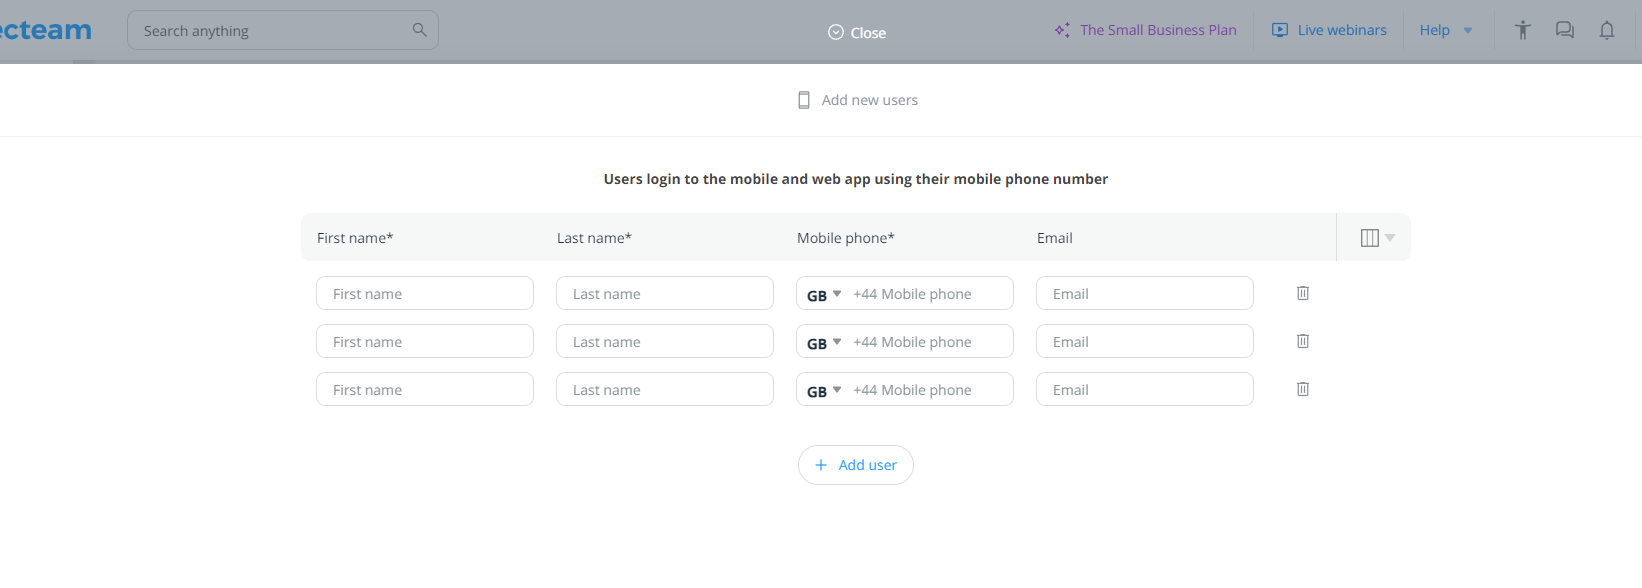 ecteam
Search anything
Close
The Small Business Plan
Live webinars
Help
Add new users
Users login to the mobile and web app using their mobile phone number
First name* Last name* Mobile phone* Email
First name Last name GB +44 Mobile phone Email
First name Last name GB +44 Mobile phone Email
First name Last name GB +44 Mobile phone Email
+ Add user